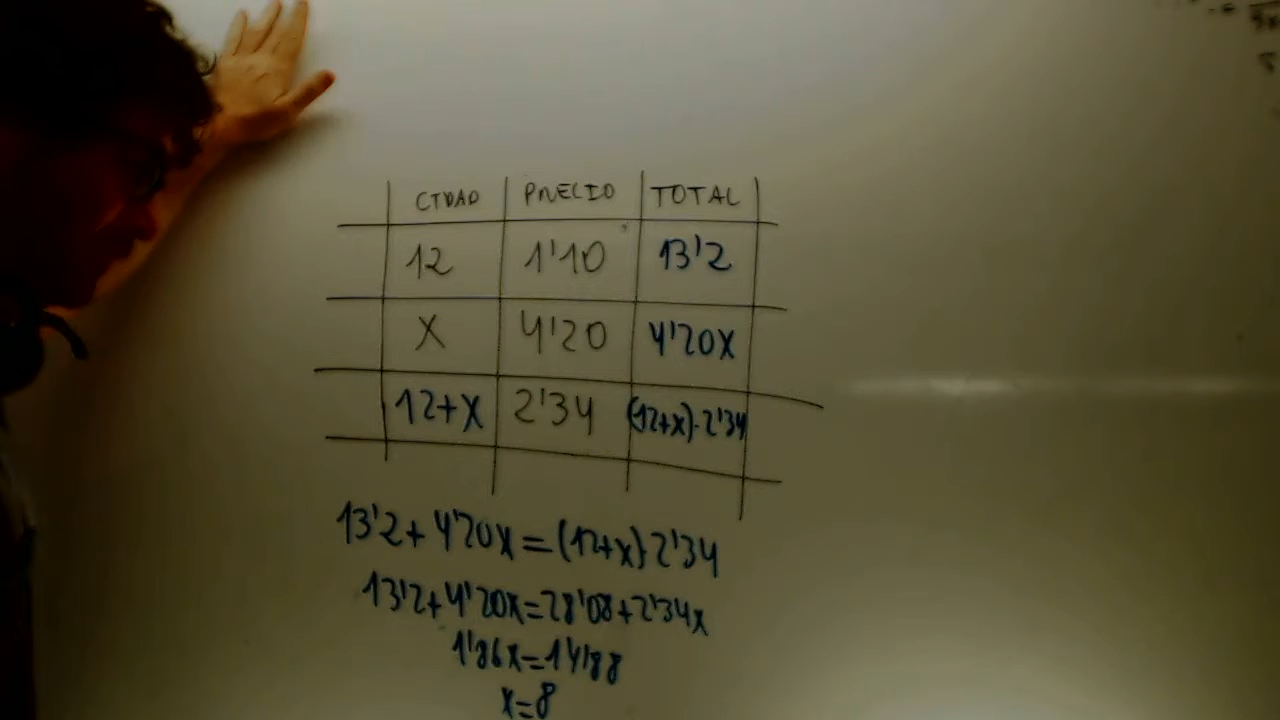 CTDAD PRECIO TOTAL
12 1'10 13'2
X 4'20 4'20X
12+X 2'34 (12+x)·2'34
13'2+4'20X=(12+x)·2'34
13'2+4'20X=28'08+2'34x
1'86x=14'88
x=8